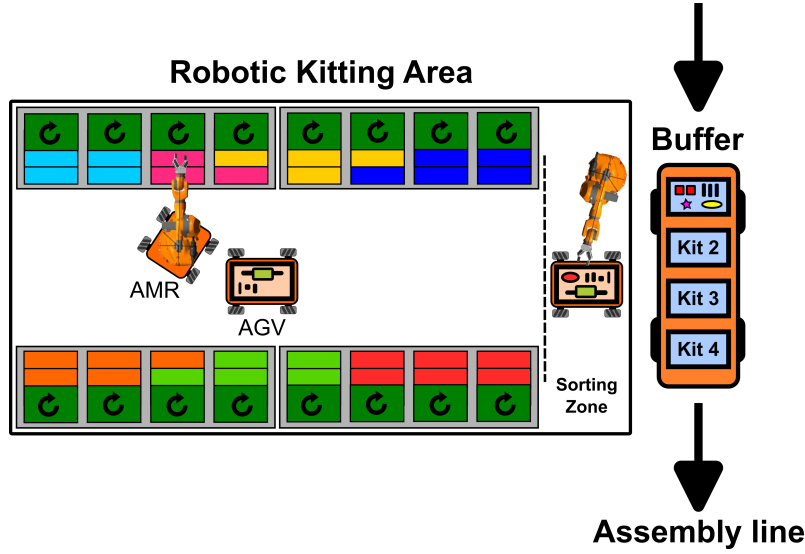 Robotic Kitting Area
Buffer
Kit 2
Kit 3
Kit 4
AMR
AGV
Sorting
Zone
Assembly line